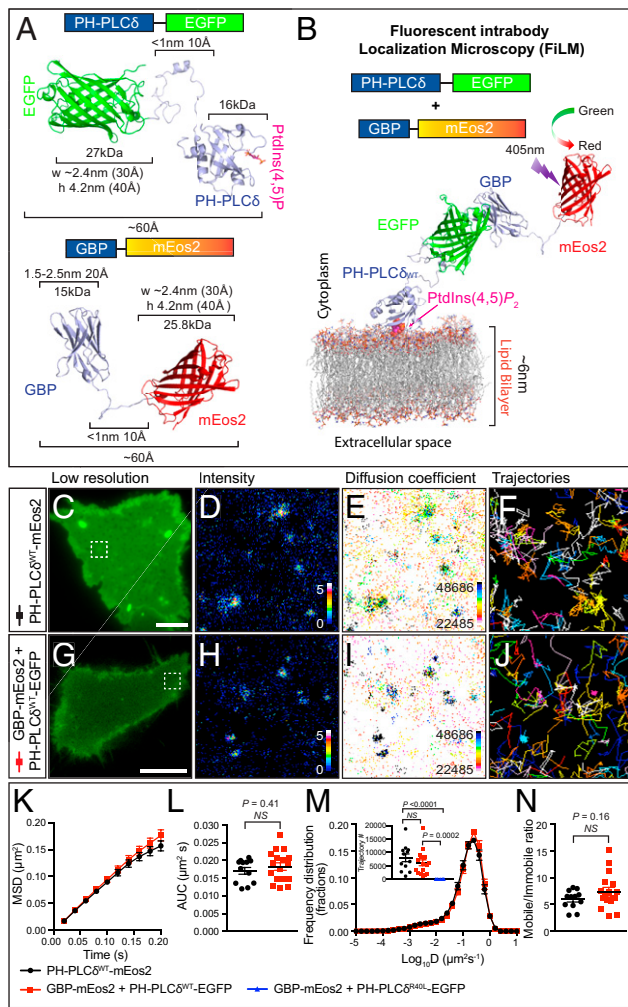 A
PH-PLCδ EGFP
<1nm 10Å
EGFP
16kDa
PtdIns(4,5)P
27kDa
w ~2.4nm (30Å)
h 4.2nm (40Å)
PH-PLCδ
~60Å
GBP mEos2
1.5-2.5nm 20Å
15kDa
w ~2.4nm (30Å)
h 4.2nm (40Å)
25.8kDa
GBP
mEos2
<1nm 10Å
~60Å
B
Fluorescent intrabody
Localization Microscopy (FiLM)
PH-PLCδ EGFP
+
GBP mEos2
Green
Red
405nm
GBP
EGFP
mEos2
PH-PLCδWT
PtdIns(4,5)P2
Cytoplasm
Lipid Bilayer
~6nm
Extracellular space
Low resolution Intensity Diffusion coefficient Trajectories
PH-PLCδWT-mEos2
C D E F
5
0
48686
22485
GBP-mEos2 +
PH-PLCδWT-EGFP
G H I J
5
0
48686
22485
K
MSD (µm²)
0.20
0.15
0.10
0.05
0.00
0.00 0.05 0.10 0.15 0.20
Time (s)
L
P = 0.41
NS
AUC (µm² s)
0.030
0.025
0.020
0.015
0.010
0.005
0.000
M
Frequency distribution
(fractions)
0.20
0.15
0.10
0.05
0.00
-5 -4 -3 -2 -1 0 1
Log10D (µm²s-1)
P <0.0001
NS
P = 0.0002
Trajectory #
20000
15000
10000
5000
0
N
P = 0.16
NS
Mobile/Immobile ratio
20
15
10
5
0
PH-PLCδWT-mEos2
GBP-mEos2 + PH-PLCδWT-EGFP GBP-mEos2 + PH-PLCδR40L-EGFP